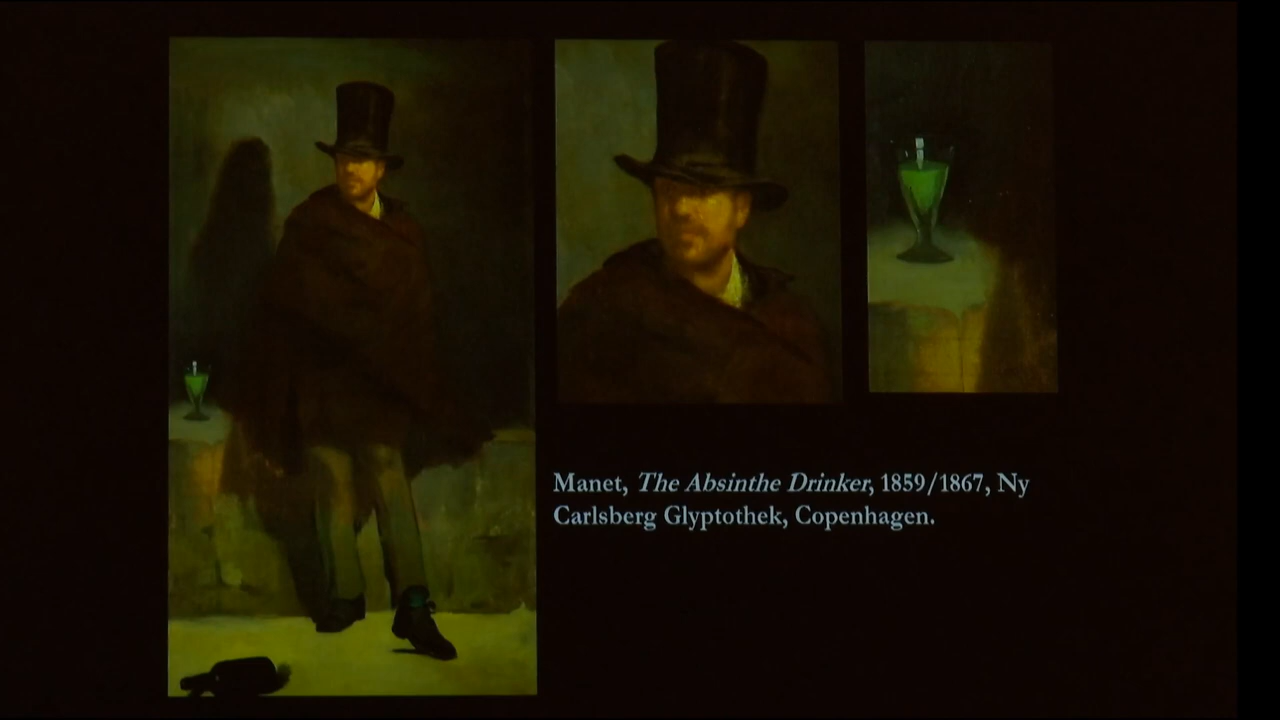 Manet, The Absinthe Drinker, 1859/1867, Ny
Carlsberg Glyptothek, Copenhagen.